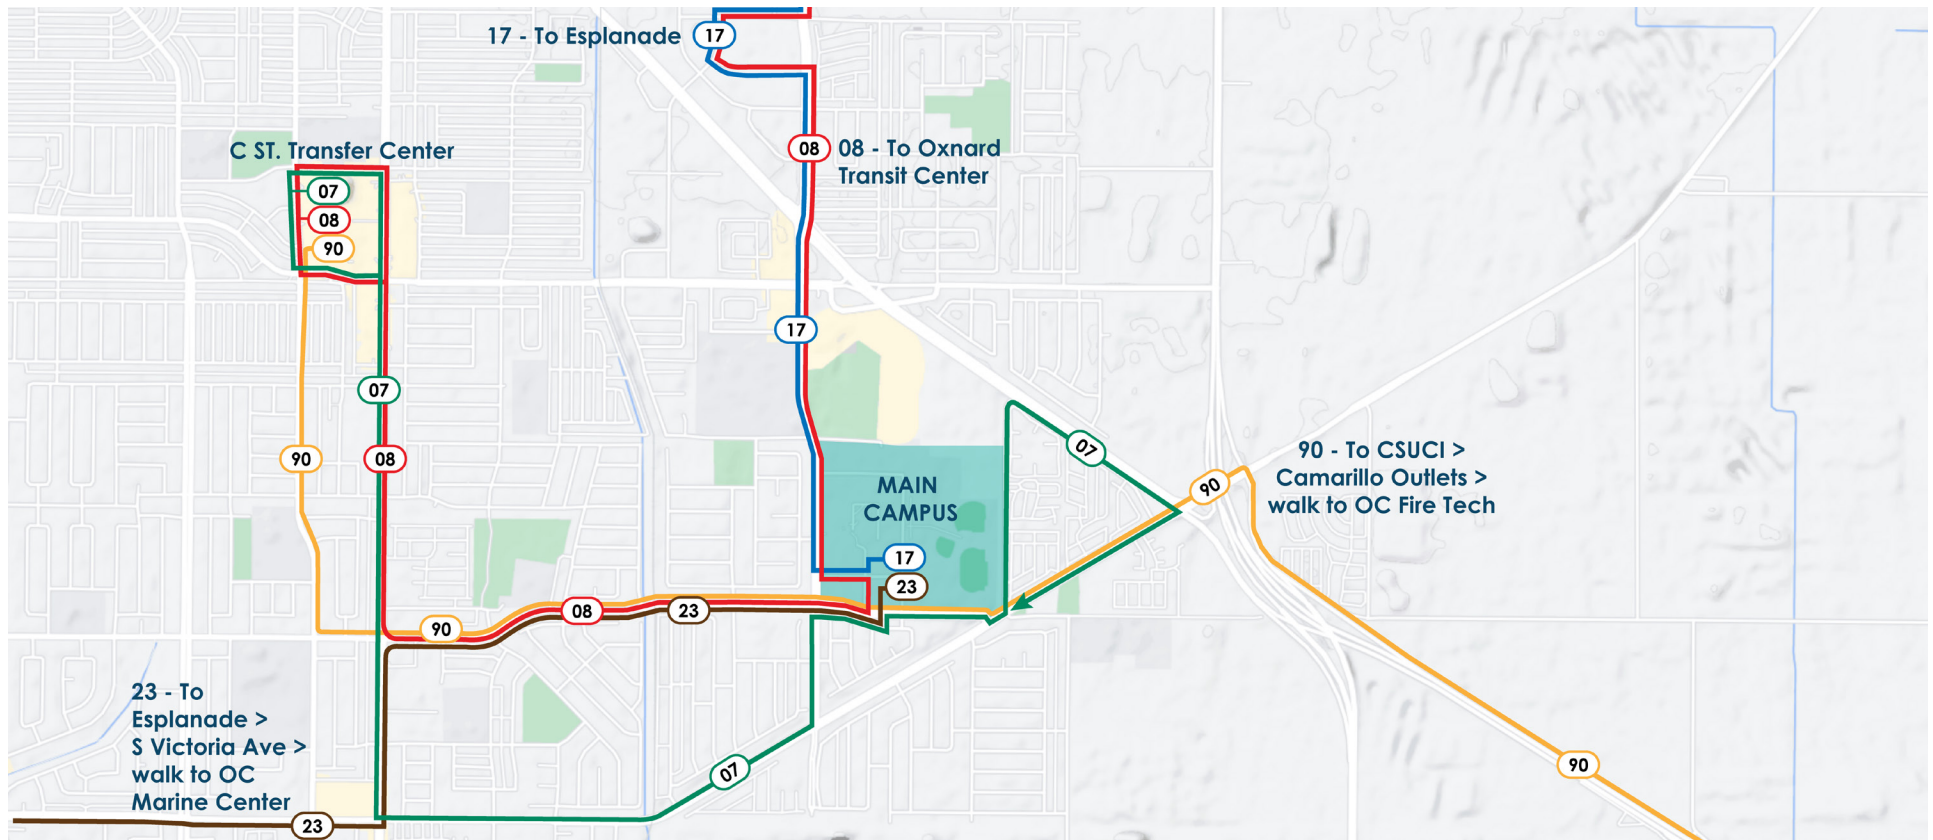 17 - To Esplanade
17
08
08 - To Oxnard
Transit Center
C ST. Transfer Center
07
08
90
17
07
90
08
07
90
90 - To CSUCI >
Camarillo Outlets >
walk to OC Fire Tech
MAIN
CAMPUS
17
23
08
23
90
23 - To
Esplanade >
S Victoria Ave >
walk to OC
Marine Center
07
90
23